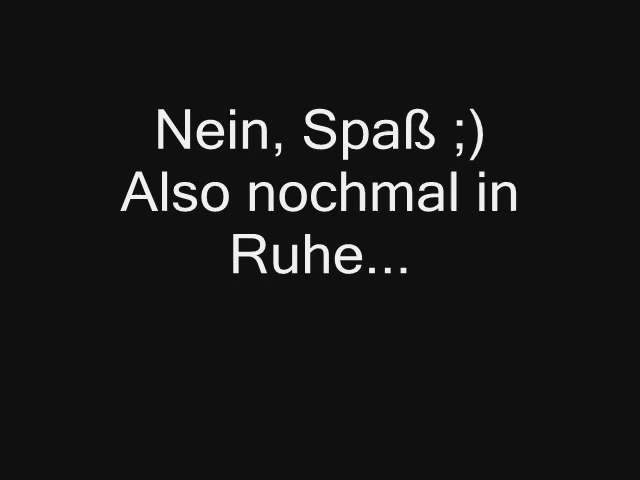 Nein, Spaß ;)
Also nochmal in
Ruhe...